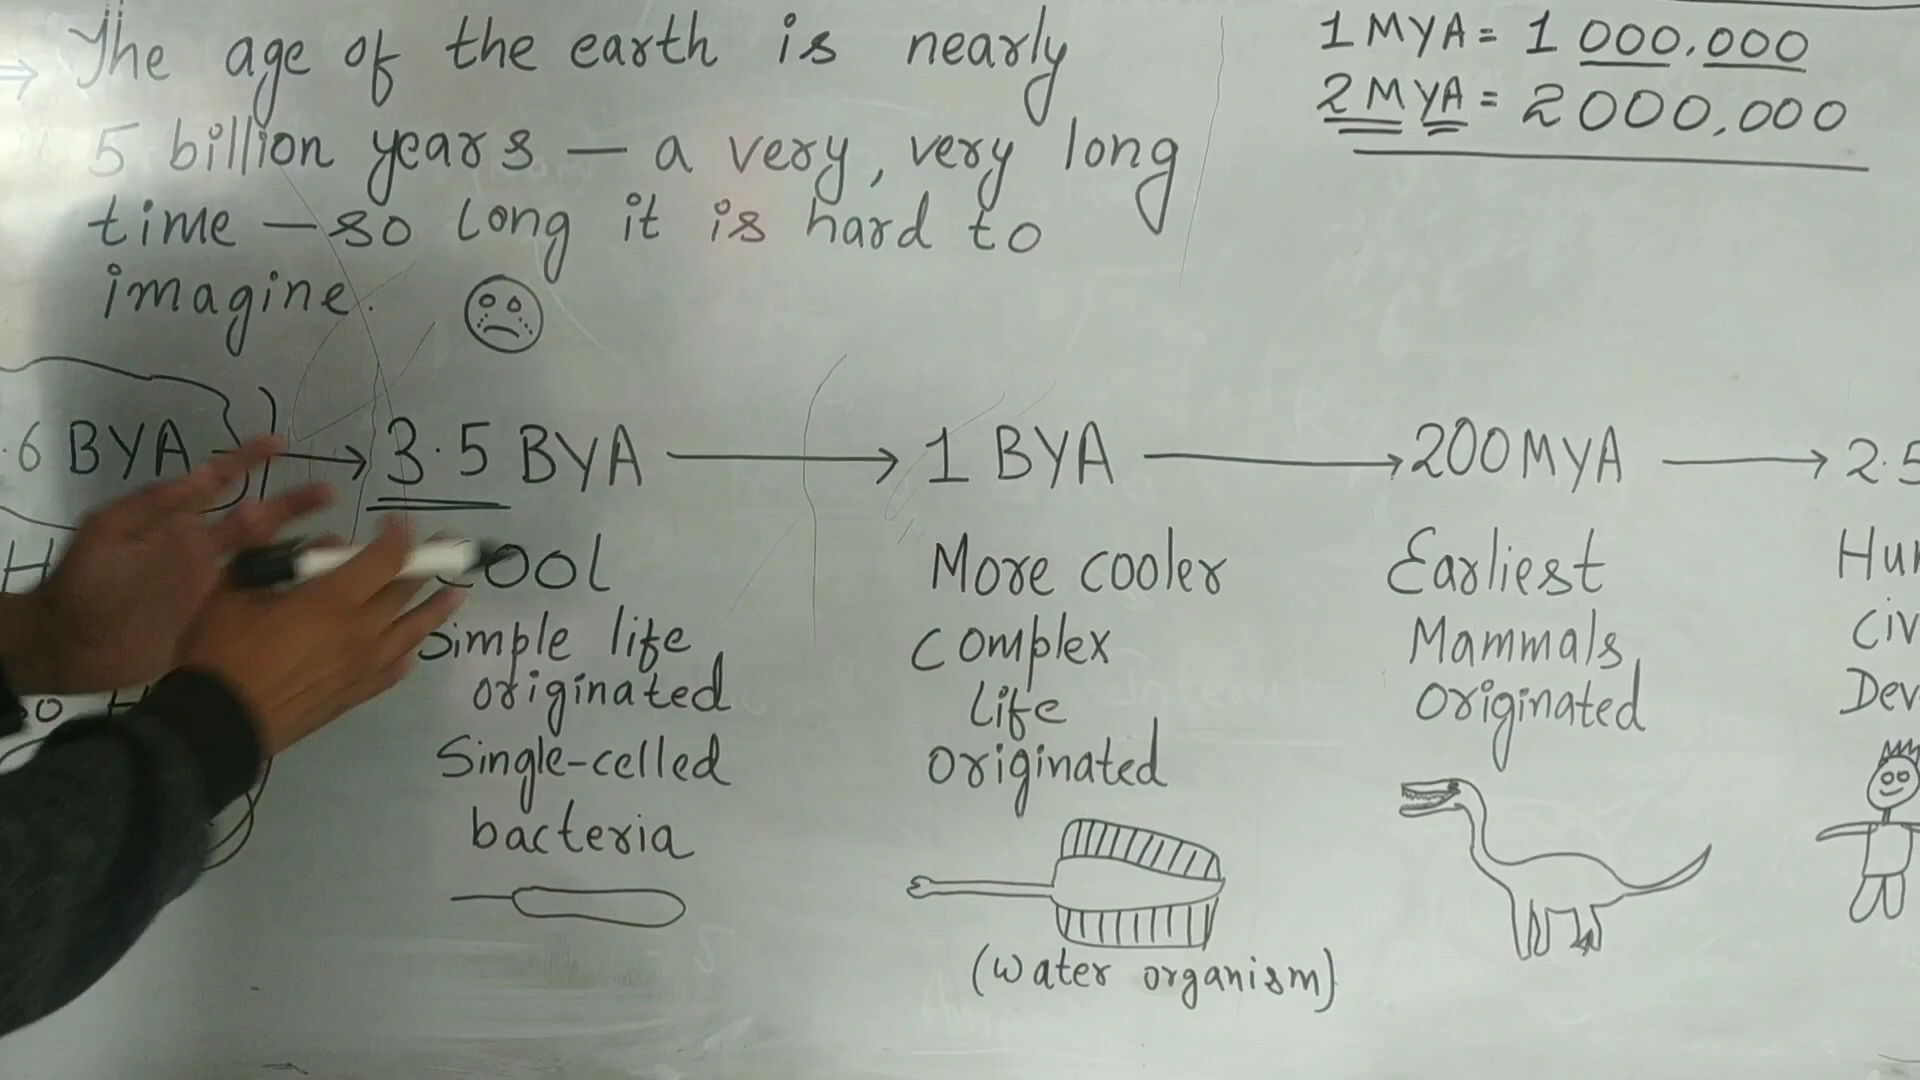 The age of the earth is nearly
5 billion years — a very, very long
time — so long it is hard to
imagine.
1 MYA = 1 000,000
2 MYA = 2000,000
.6 BYA → 3.5 BYA → 1 BYA → 200 MYA → 2.5
H
Cool
Simple life
originated
Single-celled
bacteria
More cooler
Complex
Life
originated
(Water organism)
Earliest
Mammals
Originated
Hum
Civ
Dev